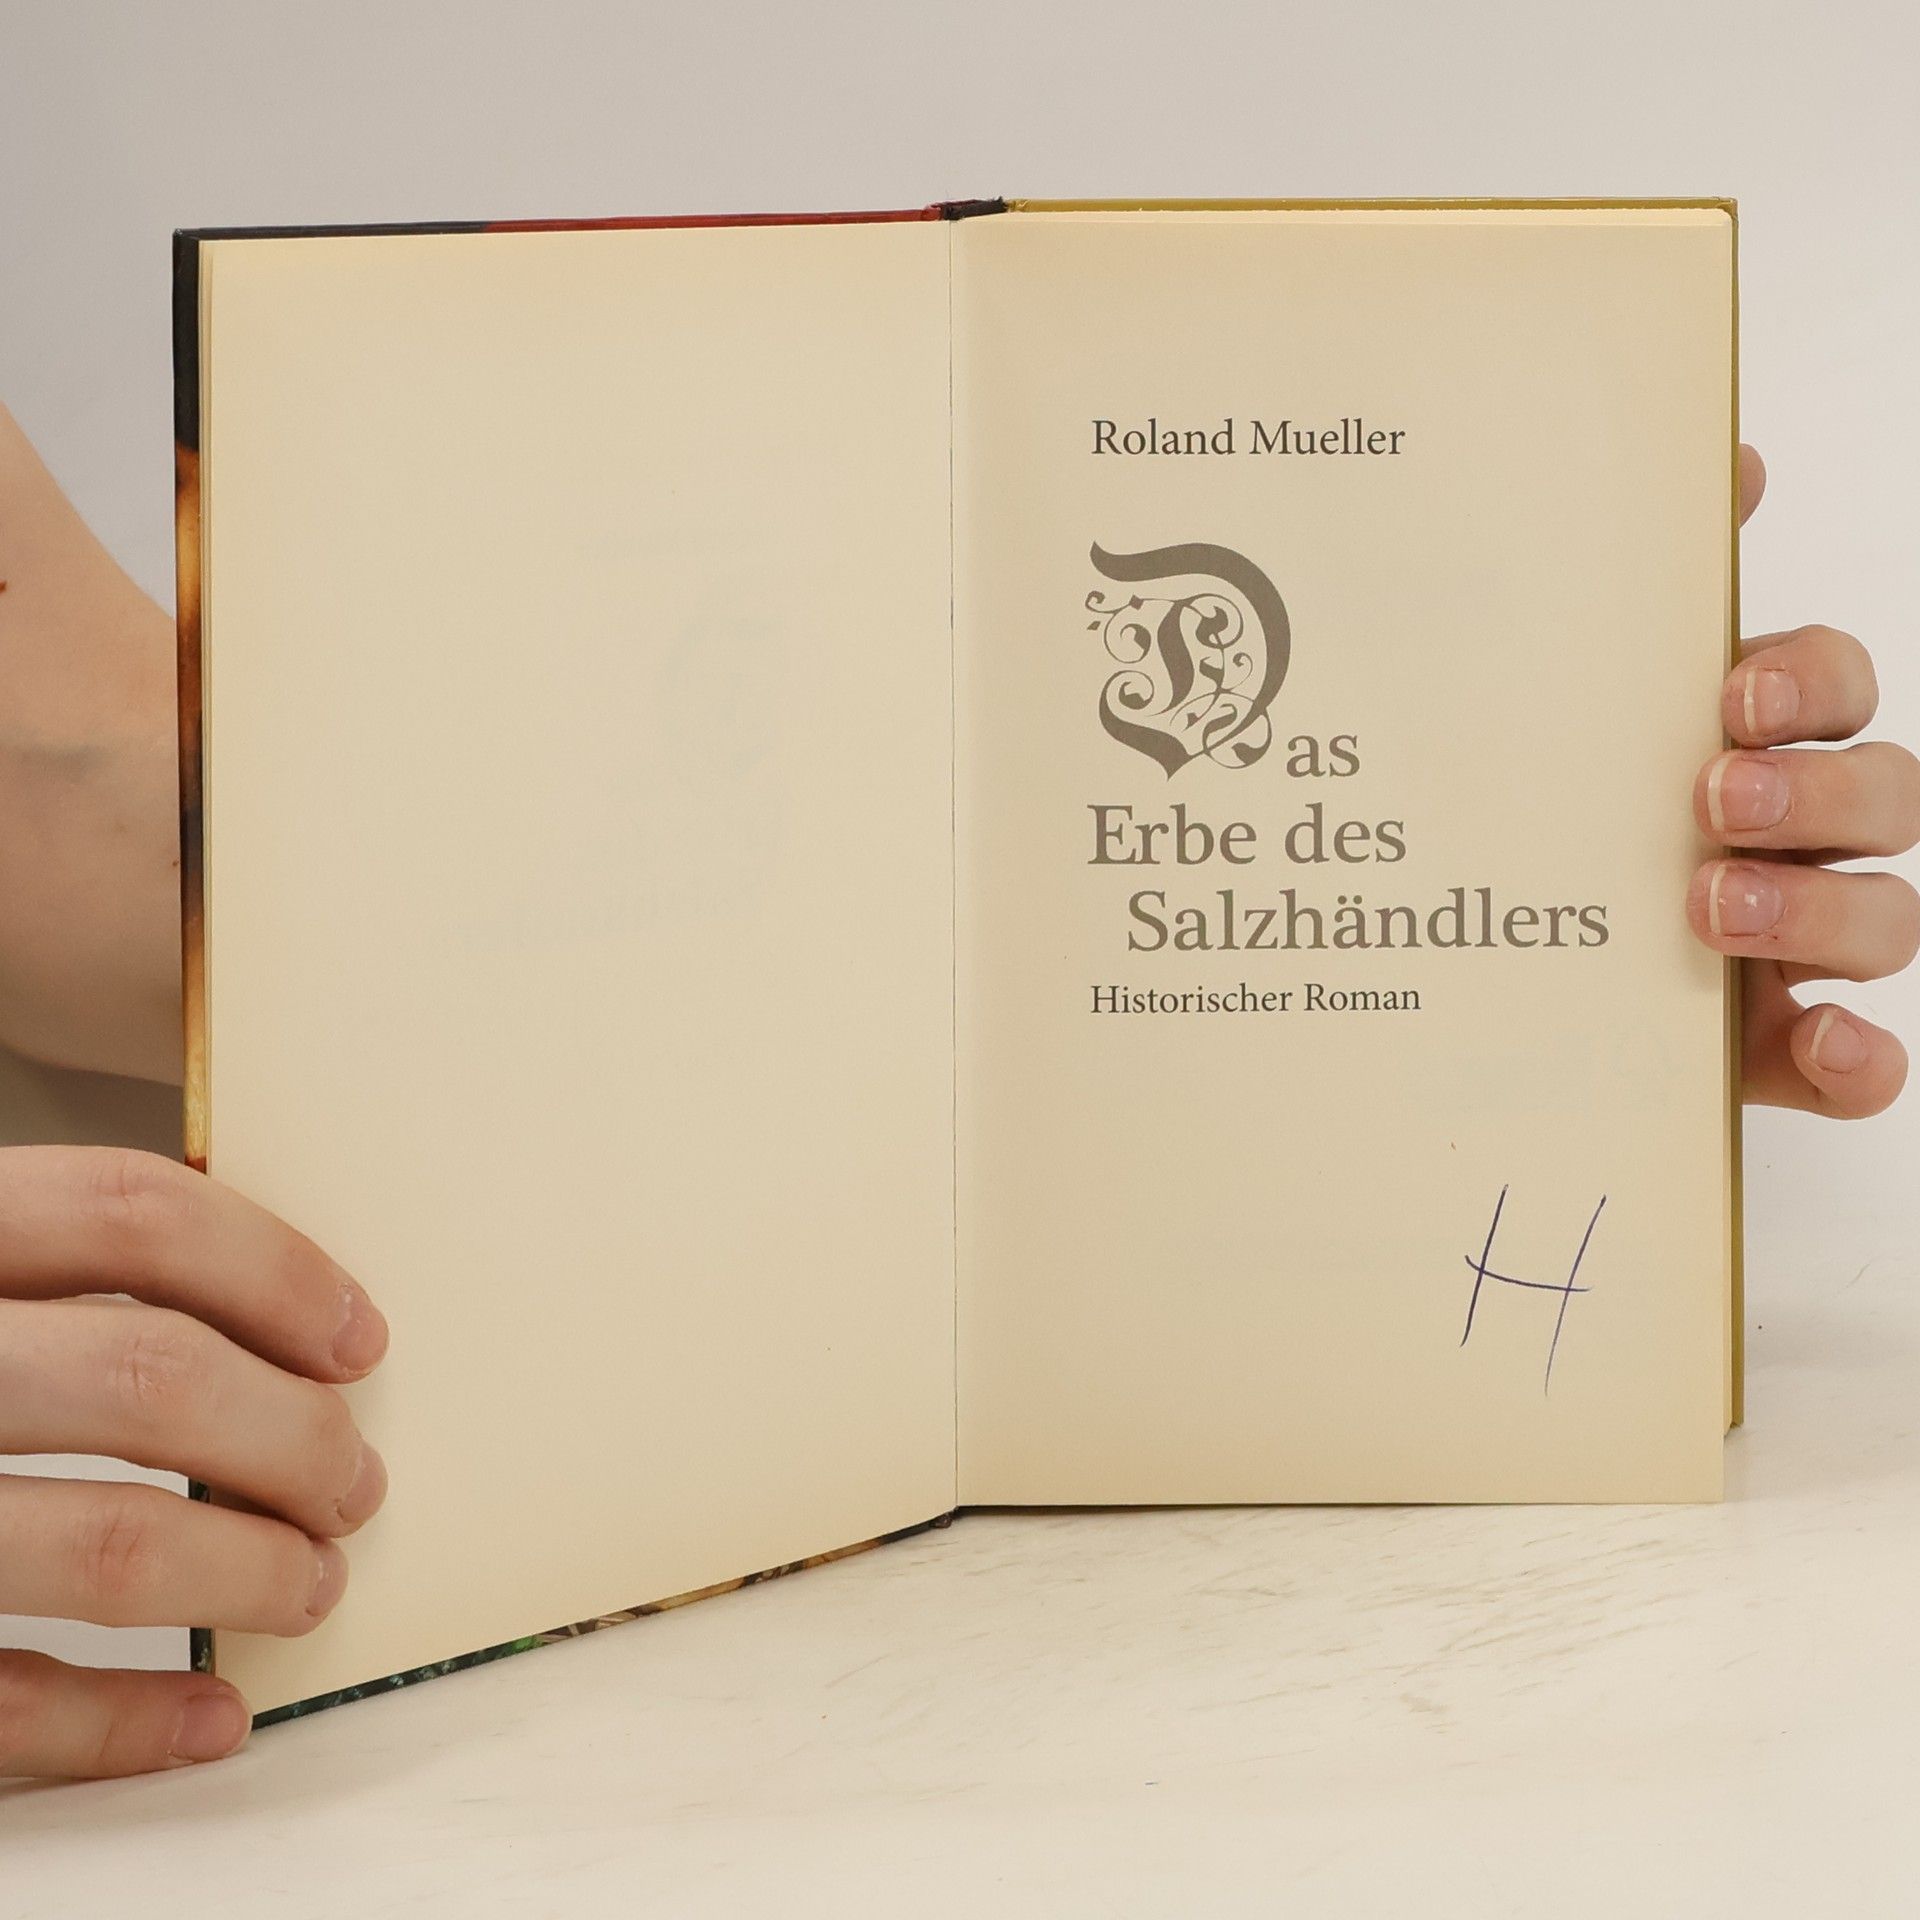 Roland Mueller
Das
Erbe des
Salzhändlers
Historischer Roman
H